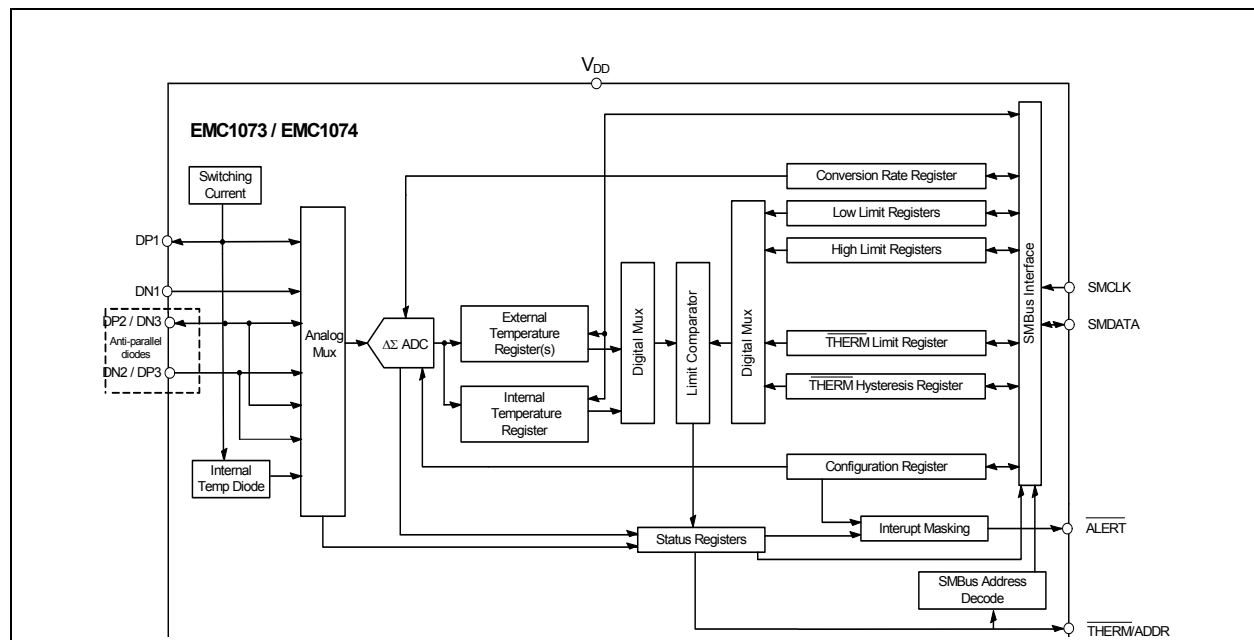 V_DD
EMC1073 / EMC1074
Switching
Current
Conversion Rate Register
Low Limit Registers
DP1
High Limit Registers
SMBus Interface
DN1
SMCLK
DP2 / DN3
Anti-parallel
diodes
DN2 / DP3
Analog
Mux
ΔΣ ADC
External
Temperature
Register(s)
Digital Mux
Limit Comparator
Digital Mux
SMDATA
THERM Limit Register
THERM Hysteresis Register
Internal
Temperature
Register
Internal
Temp Diode
Configuration Register
Status Registers
Interupt Masking
ALERT
SMBus Address
Decode
THERM/ADDR